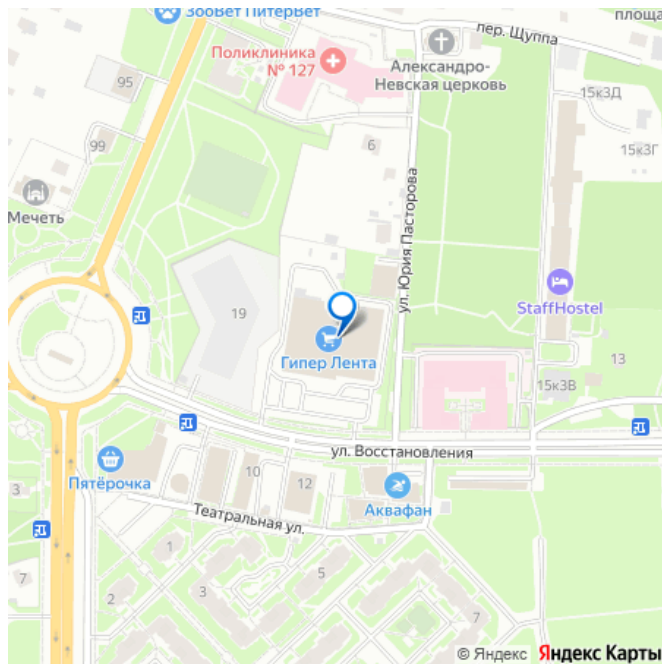 ЗооВет ПитерВет
пер. Щуппа
площа
Поликлиника
№ 127
Александро-
Невская церковь
95
99
6
15к3Д
15к3Г
Мечеть
ул. Юрия Пасторова
StaffHostel
19
Гипер Лента
13
15к3В
ул. Восстановления
Пятёрочка
10
12
Аквафан
3
Театральная ул.
1
5
7
2
3
7
© Яндекс Яндекс Карты